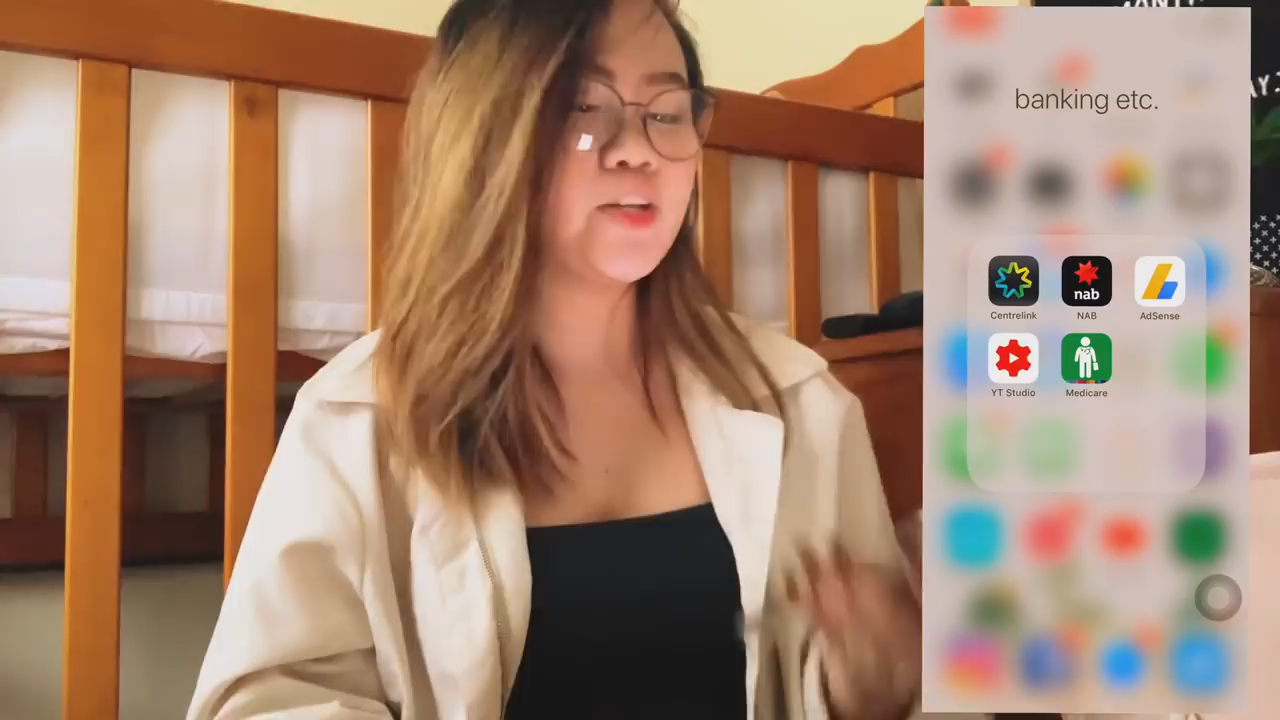 banking etc.
Centrelink
nab
NAB
AdSense
YT Studio
Medicare